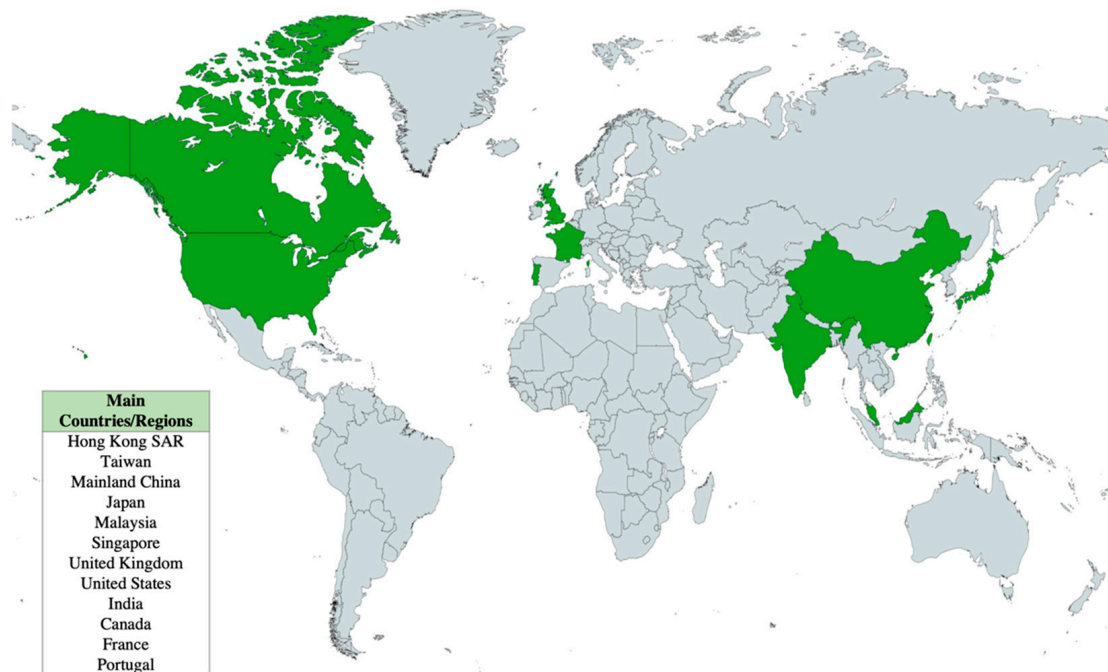 Main
Countries/Regions
Hong Kong SAR
Taiwan
Mainland China
Japan
Malaysia
Singapore
United Kingdom
United States
India
Canada
France
Portugal